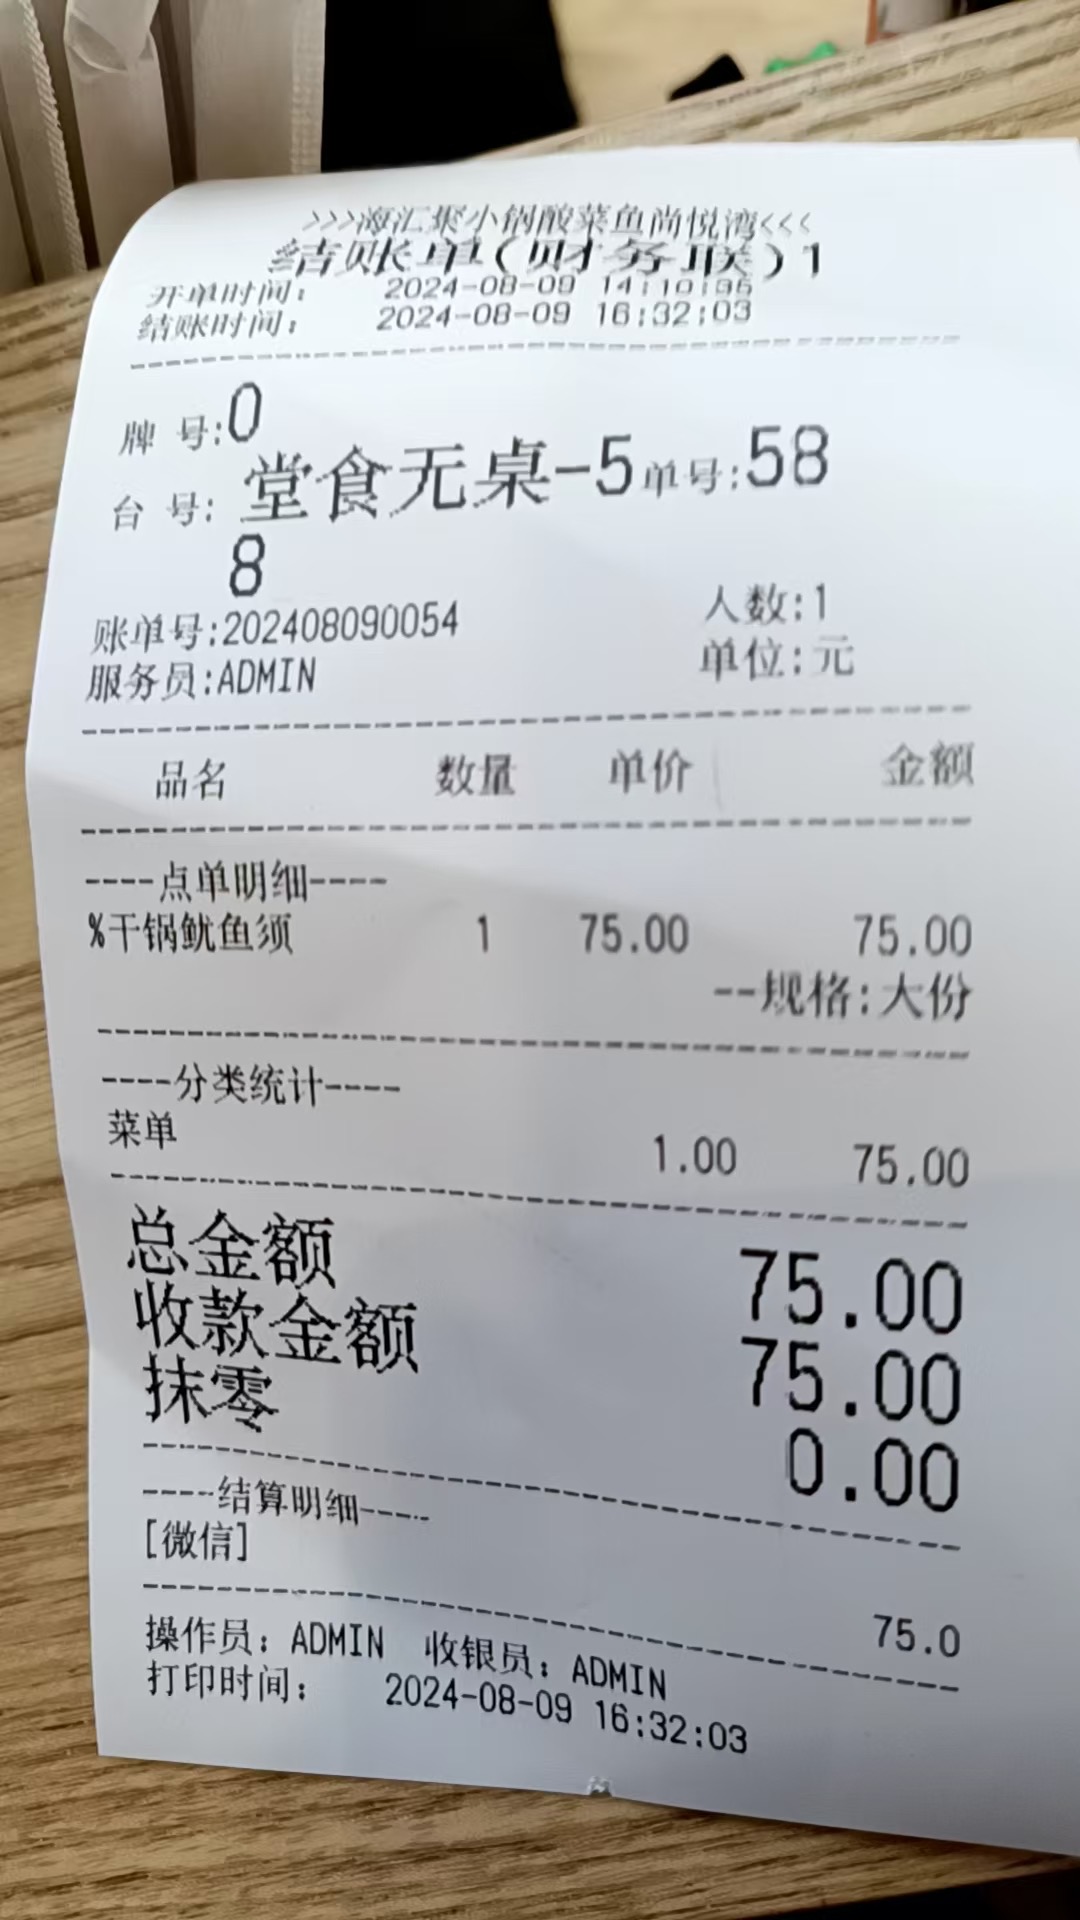 >>>海汇聚小锅酸菜鱼尚悦湾<<<
结账单(财务联)1
开单时间: 2024-08-09 14:10:36
结账时间: 2024-08-09 16:32:03
牌 号:0
台 号: 堂食无桌-5 单号:58
8
账单号:202408090054 人数:1
服务员:ADMIN 单位:元
品名 数量 单价 金额
----点单明细----
%干锅鱿鱼须 1 75.00 75.00
--规格:大份
----分类统计----
菜单 1.00 75.00
总金额 75.00
收款金额 75.00
抹零 0.00
----结算明细----
[微信] 75.0
操作员: ADMIN 收银员: ADMIN
打印时间: 2024-08-09 16:32:03